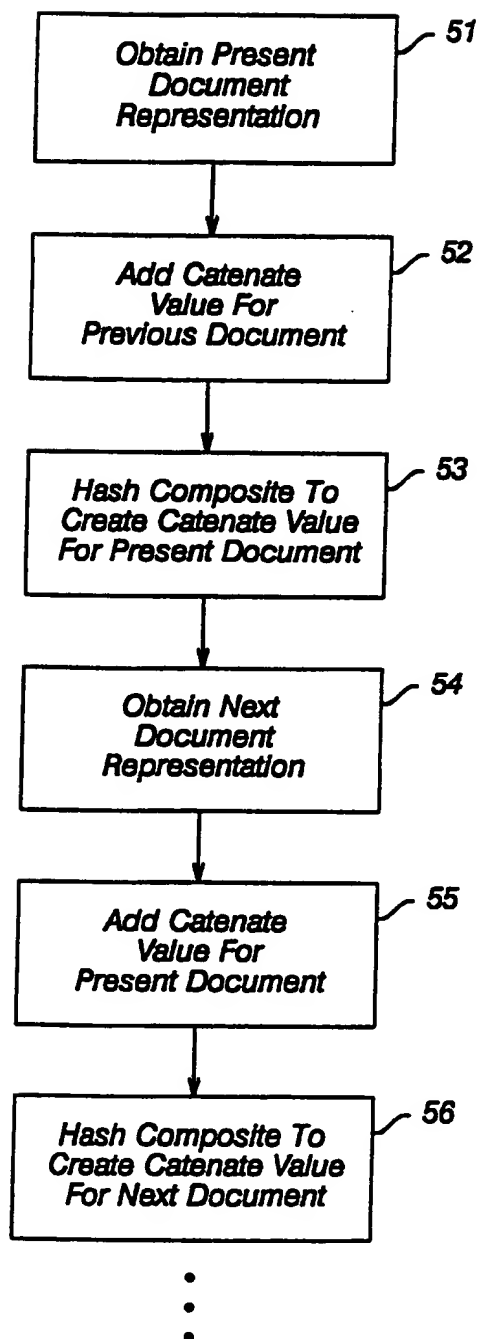 51
Obtain Present
Document
Representation
52
Add Catenate
Value For
Previous Document
53
Hash Composite To
Create Catenate Value
For Present Document
54
Obtain Next
Document
Representation
55
Add Catenate
Value For
Present Document
56
Hash Composite To
Create Catenate Value
For Next Document